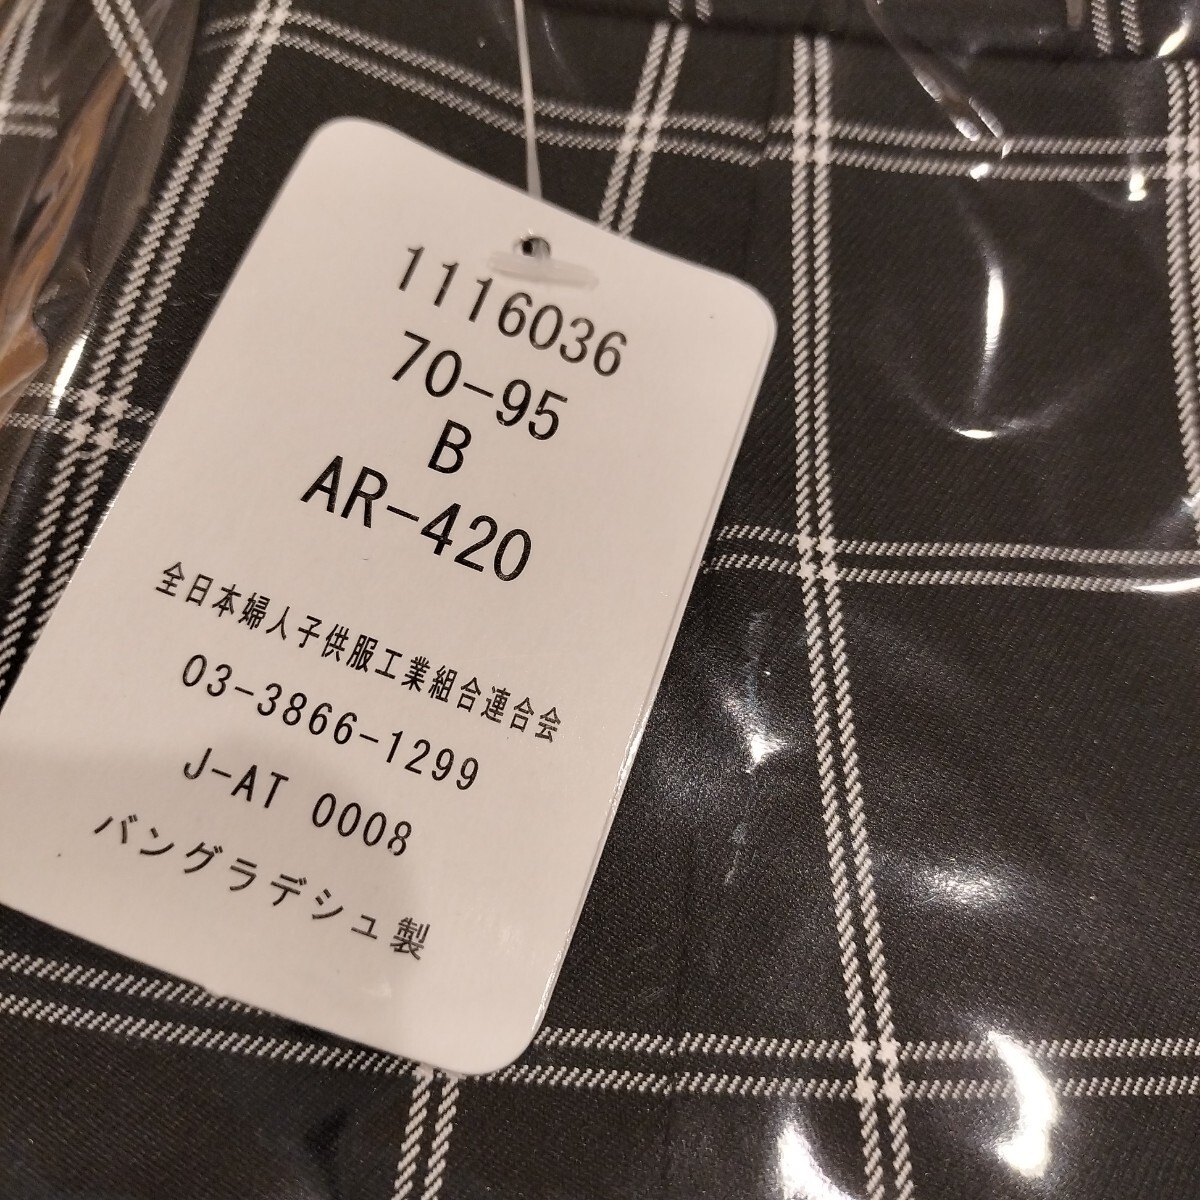 1116036
70-95
B
AR-420
全日本婦人子供服工業組合連合会
03-3866-1299
J-AT 0008
バングラデシュ製